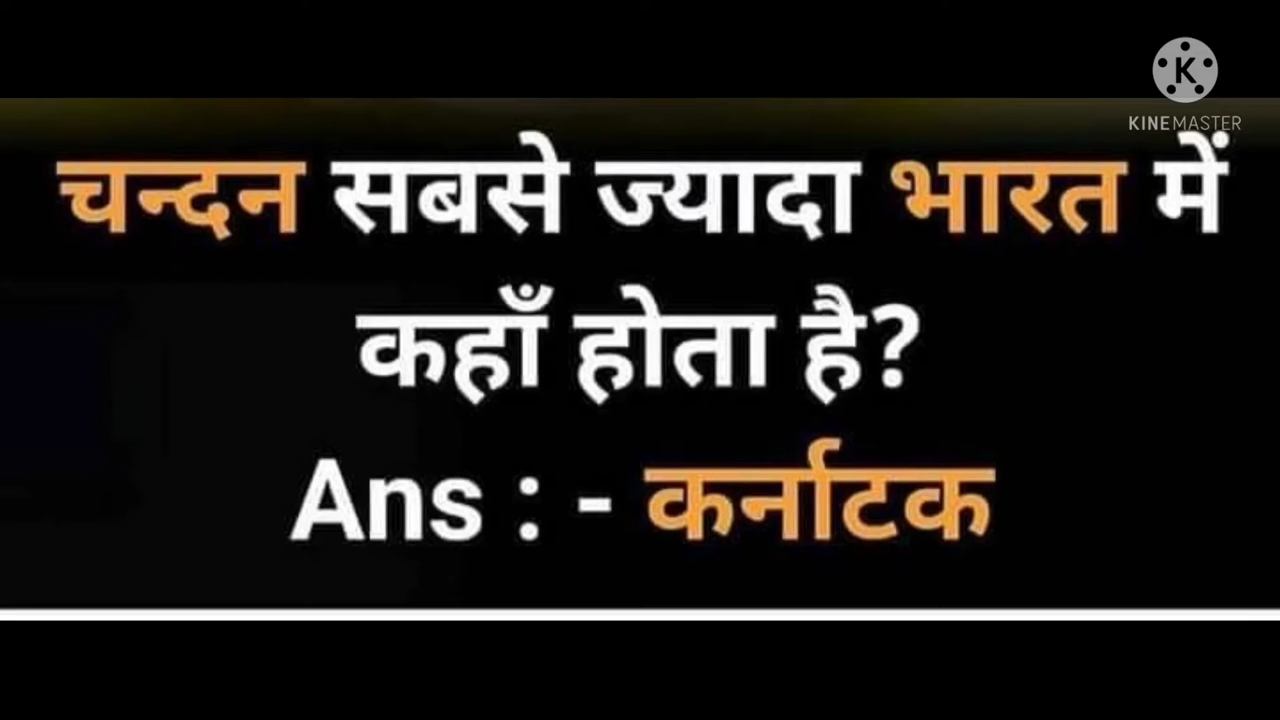 KINEMASTER
चन्दन सबसे ज्यादा भारत में
कहाँ होता है?
Ans : - कर्नाटक